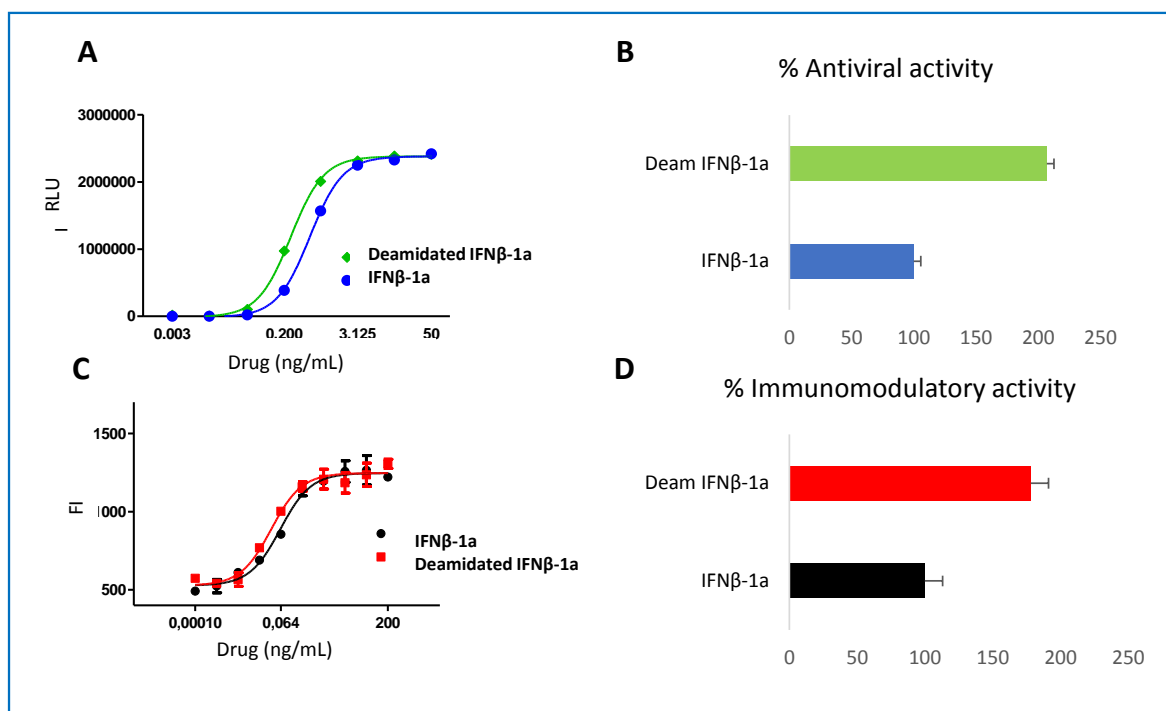 A
3000000
2000000
1000000
0
I RLU
Deamidated IFNβ-1a
IFNβ-1a
0.003
0.200
3.125
50
Drug (ng/mL)
B
% Antiviral activity
Deam IFNβ-1a
IFNβ-1a
0 50 100 150 200 250
C
1500
1000
500
FI
IFNβ-1a
Deamidated IFNβ-1a
0,00010
0,064
200
Drug (ng/mL)
D
% Immunomodulatory activity
Deam IFNβ-1a
IFNβ-1a
0 50 100 150 200 250